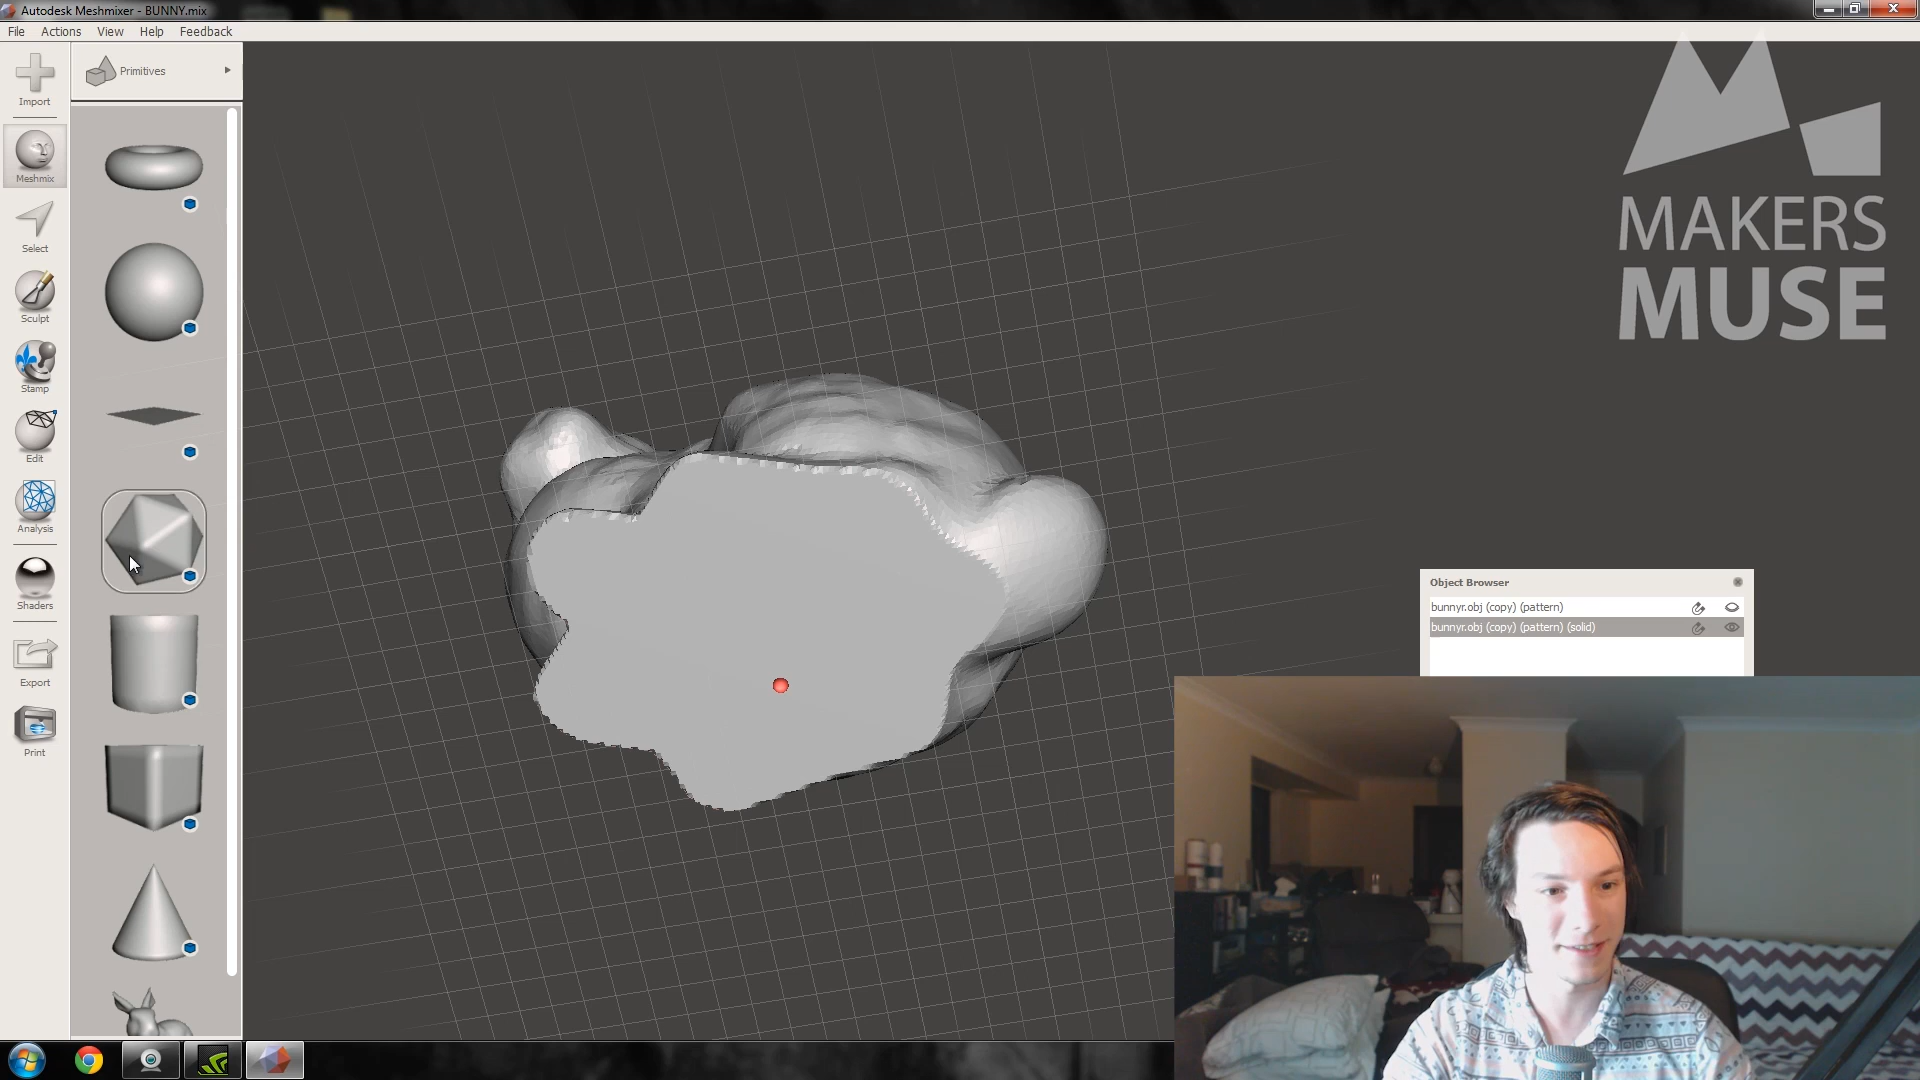 Autodesk Meshmixer - BUNNY.mix
File Actions View Help Feedback
Import
Meshmix
Select
Sculpt
Stamp
Edit
Analysis
Shaders
Export
Print
Primitives
MAKERS
MUSE
Object Browser
bunnyr.obj (copy) (pattern)
bunnyr.obj (copy) (pattern) (solid)